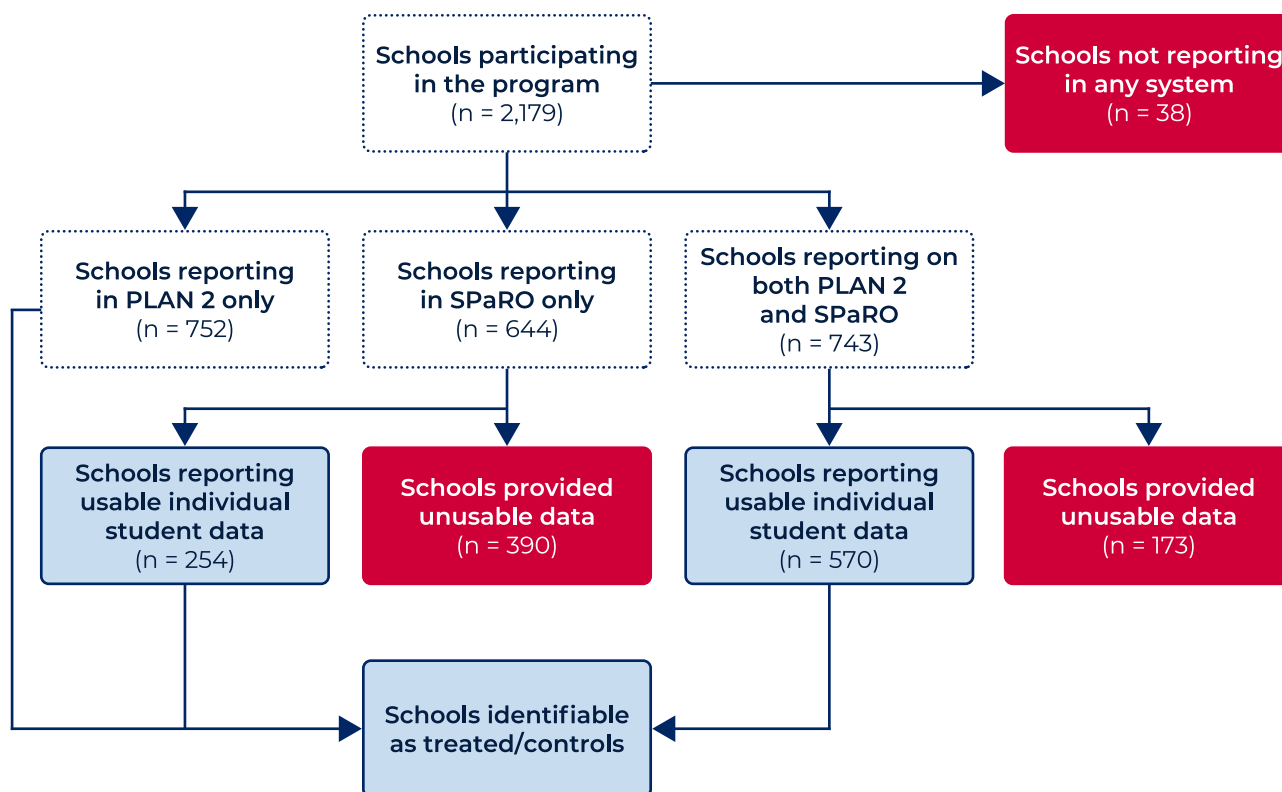 Schools participating
in the program
(n = 2,179)
Schools not reporting
in any system
(n = 38)
Schools reporting
in PLAN 2 only
(n = 752)
Schools reporting
in SPaRO only
(n = 644)
Schools reporting on
both PLAN 2
and SPaRO
(n = 743)
Schools reporting
usable individual
student data
(n = 254)
Schools provided
unusable data
(n = 390)
Schools reporting
usable individual
student data
(n = 570)
Schools provided
unusable data
(n = 173)
Schools identifiable
as treated/controls